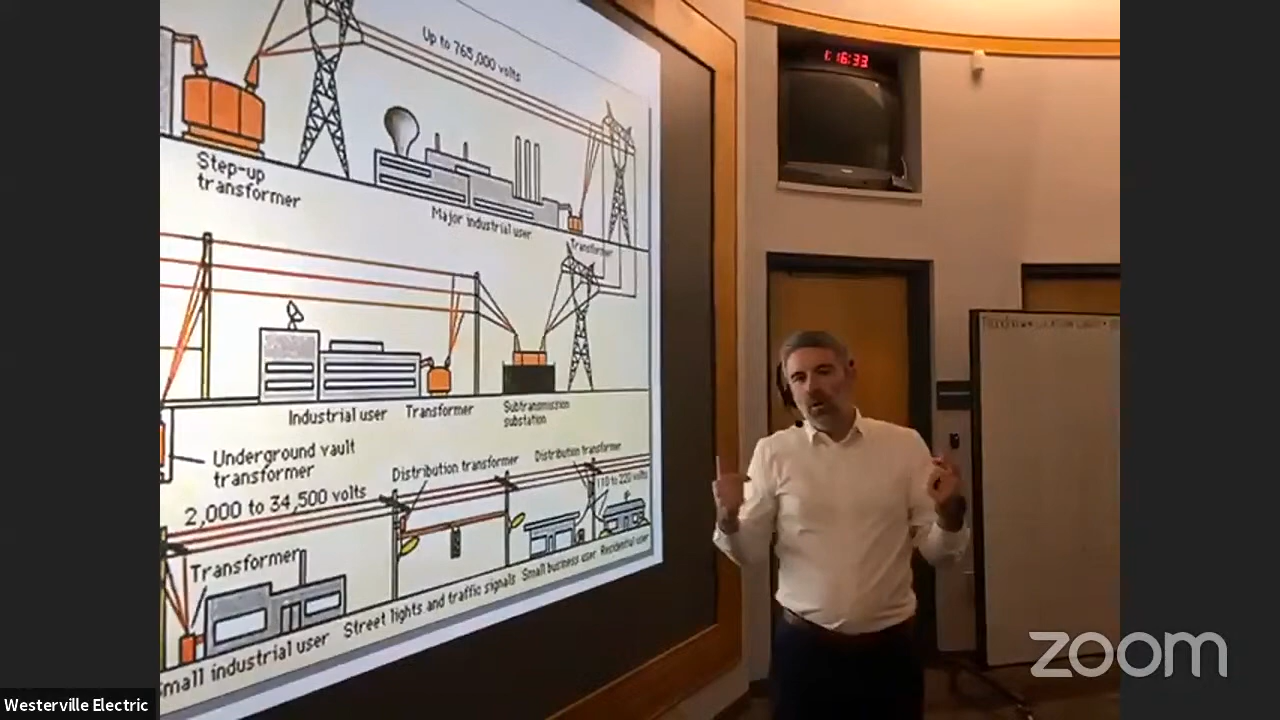 Up to 765,000 volts
1:16:33
Step-up
transformer
Major industrial user
Transformer
Industrial user
Transformer
Subtransmission
substation
Underground vault
transformer
Distribution transformer
Distribution transformer
2,000 to 34,500 volts
110 to 220 volts
Transformer
Small business user
Residential user
Street lights and traffic signals
mall industrial user
zoom
Westerville Electric